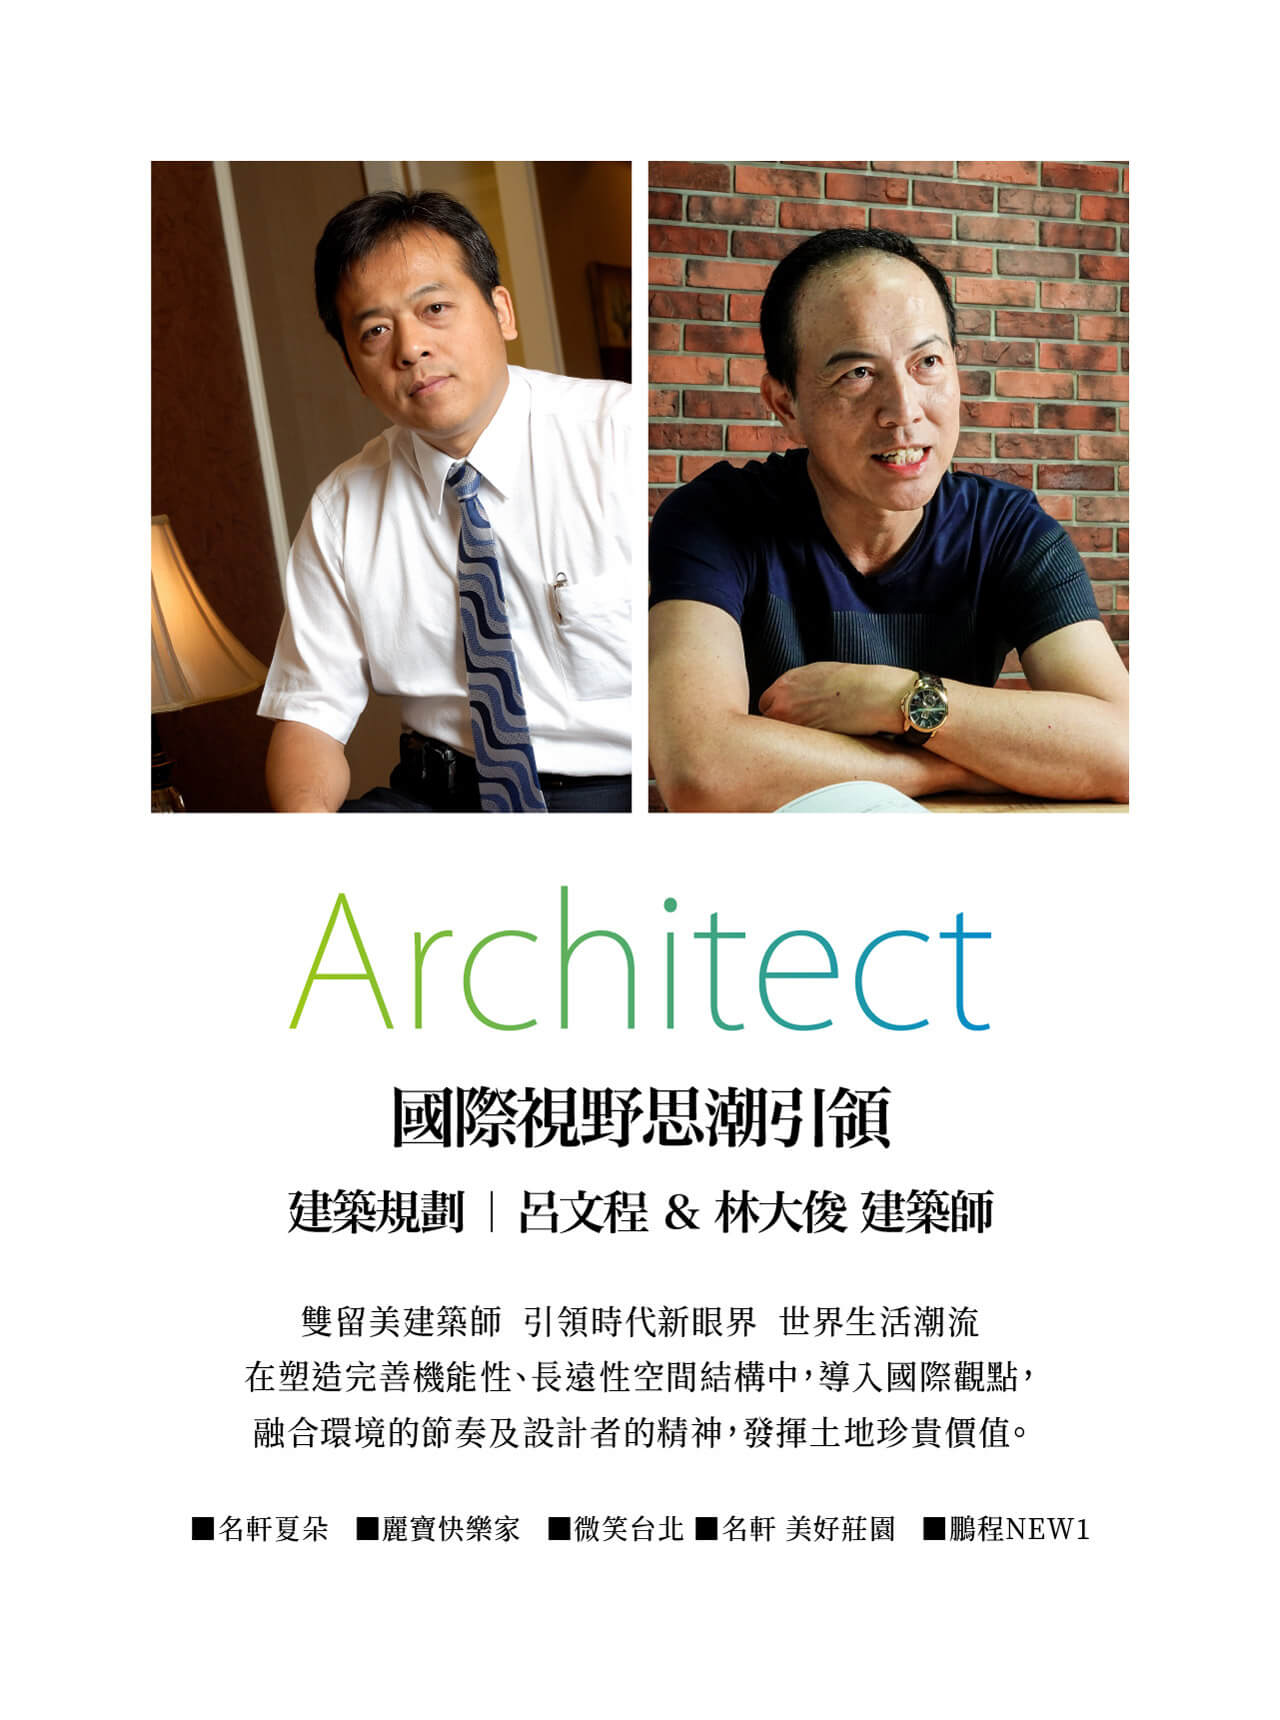 Architect
國際視野思潮引領
建築規劃｜呂文程 & 林大俊 建築師
雙留美建築師 引領時代新眼界 世界生活潮流
在塑造完善機能性、長遠性空間結構中，導入國際觀點，
融合環境的節奏及設計者的精神，發揮土地珍貴價值。
■名軒夏朵 ■麗寶快樂家 ■微笑台北 ■名軒 美好莊園 ■鵬程NEW1